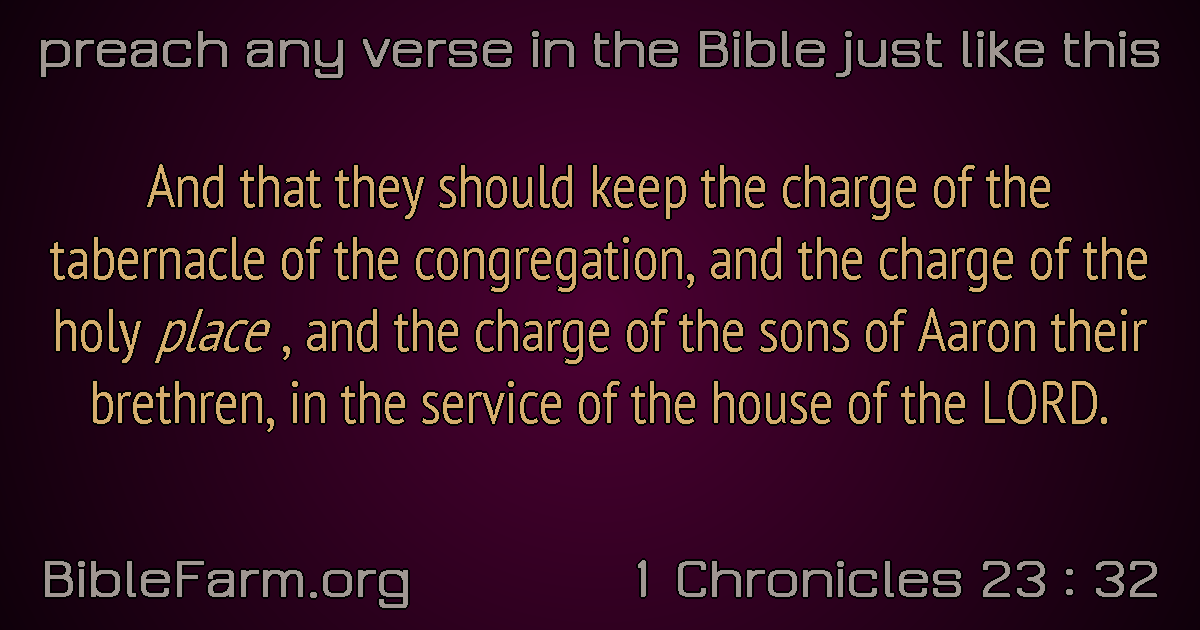 preach any verse in the Bible just like this
And that they should keep the charge of the
tabernacle of the congregation, and the charge of the
holy place , and the charge of the sons of Aaron their
brethren, in the service of the house of the LORD.
BibleFarm.org
1 Chronicles 23 : 32